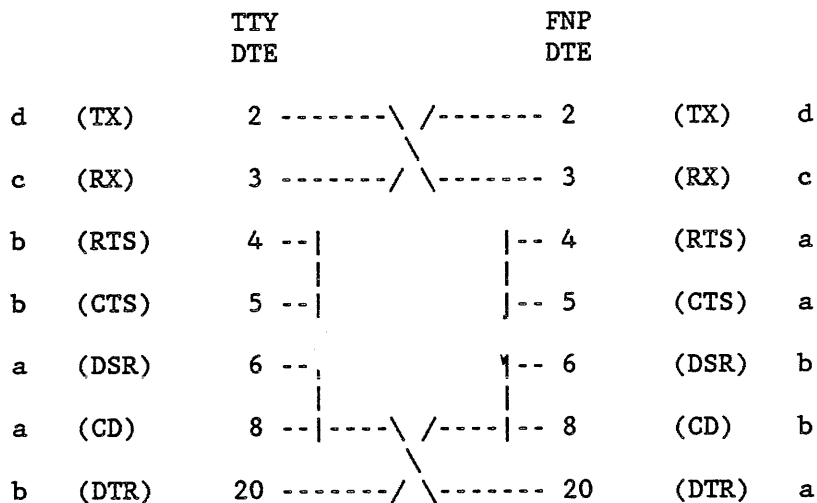 TTY FNP
DTE DTE
d (TX) 2 -------\ /------- 2 (TX) d
\
c (RX) 3 -------/ \------- 3 (RX) c
b (RTS) 4 --| |-- 4 (RTS) a
| |
b (CTS) 5 --| |-- 5 (CTS) a
a (DSR) 6 -- |-- 6 (DSR) b
| |
a (CD) 8 --|----\ /----|-- 8 (CD) b
\
b (DTR) 20 -------/ \------- 20 (DTR) a